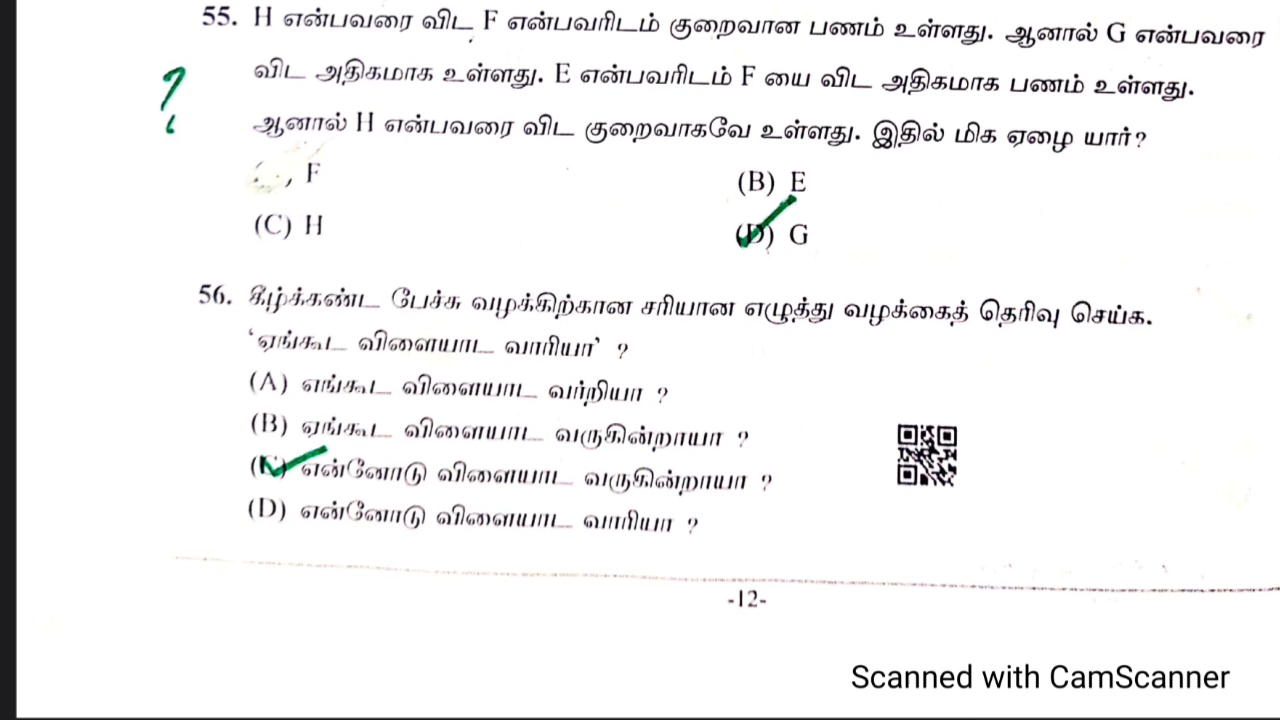 55. H என்பவரை விட F என்பவரிடம் குறைவான பணம் உள்ளது. ஆனால் G என்பவரை
விட அதிகமாக உள்ளது. E என்பவரிடம் F யை விட அதிகமாக பணம் உள்ளது.
?
ஆனால் H என்பவரை விட குறைவாகவே உள்ளது. இதில் மிக ஏழை யார்?
F (B) E
(C) H (D) G
56. கீழ்க்கண்ட பேச்சு வழக்கிற்கான சரியான எழுத்து வழக்கைத் தெரிவு செய்க.
‘ஏங்கூட விளையாட வாரியா’ ?
(A) எங்கூட விளையாட வர்றியா ?
(B) ஏங்கூட விளையாட வருகின்றாயா ?
(C) என்னோடு விளையாட வருகின்றாயா ?
(D) என்னோடு விளையாட வாரியா ?
-12-
Scanned with CamScanner